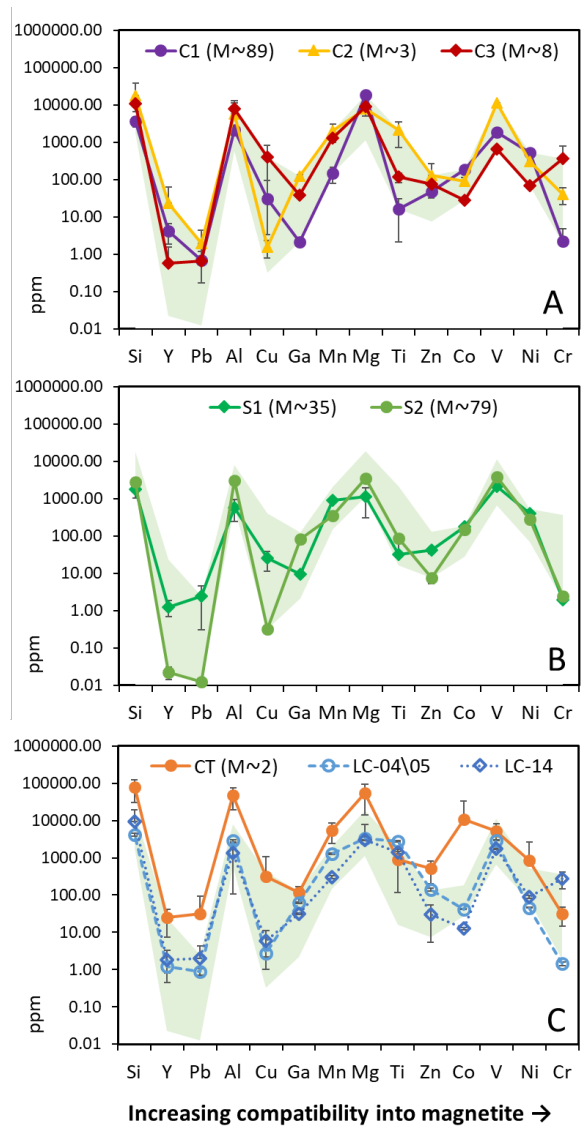 C1 (M~89) C2 (M~3) C3 (M~8)
1000000.00
100000.00
10000.00
1000.00
100.00
10.00
1.00
0.10
0.01
ppm
A
Si Y Pb Al Cu Ga Mn Mg Ti Zn Co V Ni Cr
S1 (M~35) S2 (M~79)
1000000.00
100000.00
10000.00
1000.00
100.00
10.00
1.00
0.10
0.01
ppm
B
Si Y Pb Al Cu Ga Mn Mg Ti Zn Co V Ni Cr
CT (M~2) LC-04\05 LC-14
1000000.00
100000.00
10000.00
1000.00
100.00
10.00
1.00
0.10
0.01
ppm
C
Si Y Pb Al Cu Ga Mn Mg Ti Zn Co V Ni Cr
Increasing compatibility into magnetite →